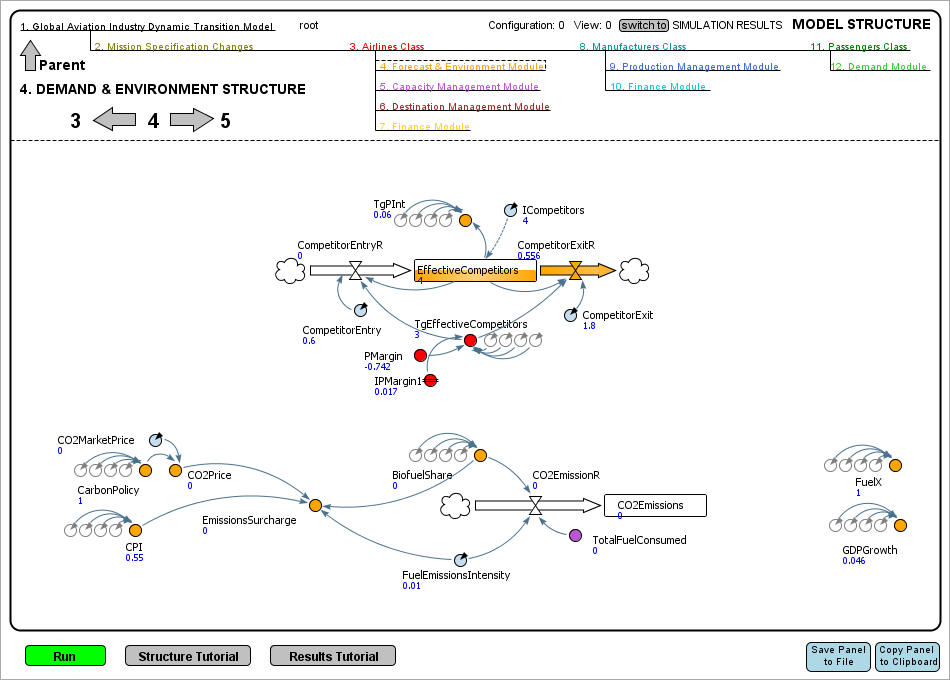 1. Global Aviation Industry Dynamic Transition Model
root
Configuration: 0 View: 0 switch to SIMULATION RESULTS MODEL STRUCTURE
2. Mission Specification Changes
3. Airlines Class
8. Manufacturers Class
11. Passengers Class
Parent
4. Forecast & Environment Module
9. Production Management Module
12. Demand Module
4. DEMAND & ENVIRONMENT STRUCTURE
5. Capacity Management Module
10. Finance Module
6. Destination Management Module
3 4 5
7. Finance Module
TgPInt
0.06
ICompetitors
4
CompetitorEntryR
0
CompetitorExitR
0.556
EffectiveCompetitors
4
CompetitorEntry
0.6
TgEffectiveCompetitors
3
CompetitorExit
1.8
PMargin
-0.742
IPMargin1
0.017
CO2MarketPrice
0
CO2Price
0
CarbonPolicy
1
BiofuelShare
0
CO2EmissionR
0
FuelX
1
EmissionsSurcharge
0
CO2Emissions
0
CPI
0.55
TotalFuelConsumed
0
GDPGrowth
0.046
FuelEmissionsIntensity
0.01
Run
Structure Tutorial
Results Tutorial
Save Panel
to File
Copy Panel
to Clipboard